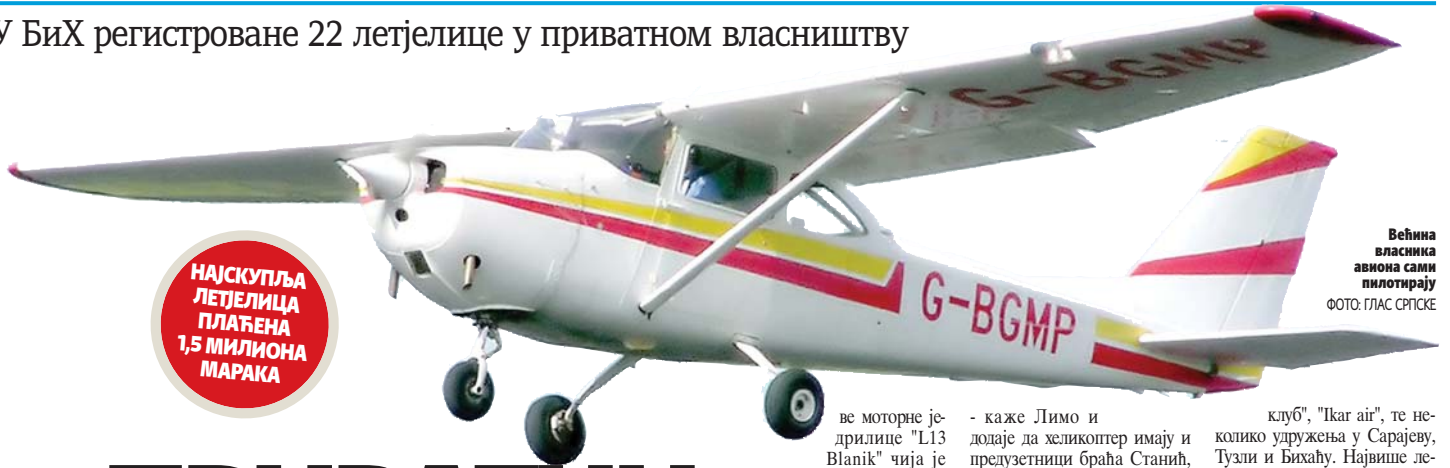 У БиХ регистроване 22 летјелице у приватном власништву
G-BGMP
G-BGMP
НАЈСКУПЉА
ЛЕТЈЕЛИЦА
ПЛАЋЕНА
1,5 МИЛИОНА
МАРАКА
Већина
власника
авиона сами
пилотирају
ФОТО: ГЛАС СРПСКЕ
ве моторне је-
дрилице "L13
Blanik" чија је
- каже Лимо и
додаје да хеликоптер имају и
предузетници браћа Станић,
клуб", "Ikar air", те не-
колико удружења у Сарајеву,
Тузли и Бихаћу. Највише ле-